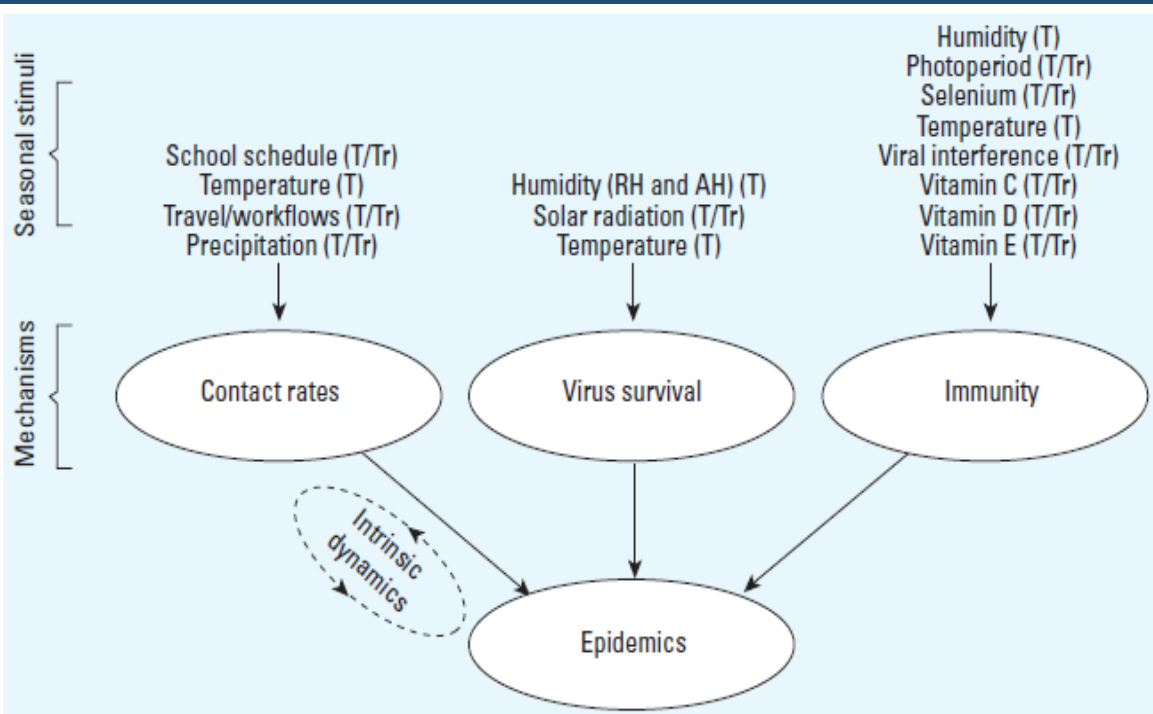 Seasonal stimuli
School schedule (T/Tr)
Temperature (T)
Travel/workflows (T/Tr)
Precipitation (T/Tr)
Humidity (RH and AH) (T)
Solar radiation (T/Tr)
Temperature (T)
Humidity (T)
Photoperiod (T/Tr)
Selenium (T/Tr)
Temperature (T)
Viral interference (T/Tr)
Vitamin C (T/Tr)
Vitamin D (T/Tr)
Vitamin E (T/Tr)
Mechanisms
Contact rates
Virus survival
Immunity
Intrinsic
dynamics
Epidemics